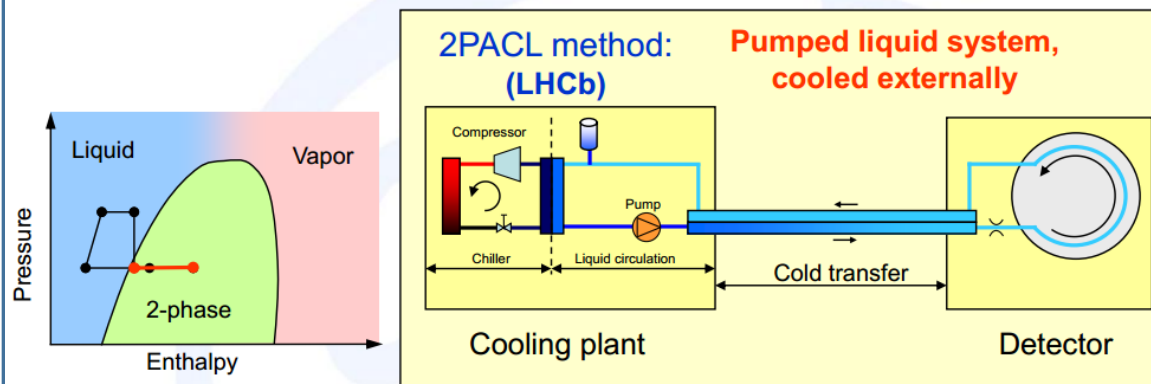 2PACL method:
(LHCb)
Pumped liquid system,
cooled externally
Liquid
Vapor
2-phase
Pressure
Enthalpy
Compressor
Pump
Chiller
Liquid circulation
Cold transfer
Cooling plant
Detector